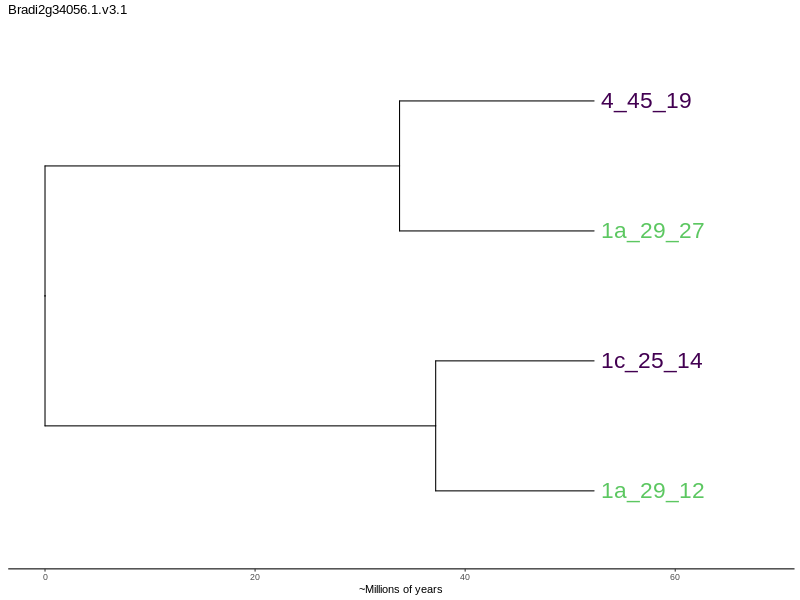 Bradi2g34056.1.v3.1
4_45_19
1a_29_27
1c_25_14
1a_29_12
0 20 40 60
~Millions of years